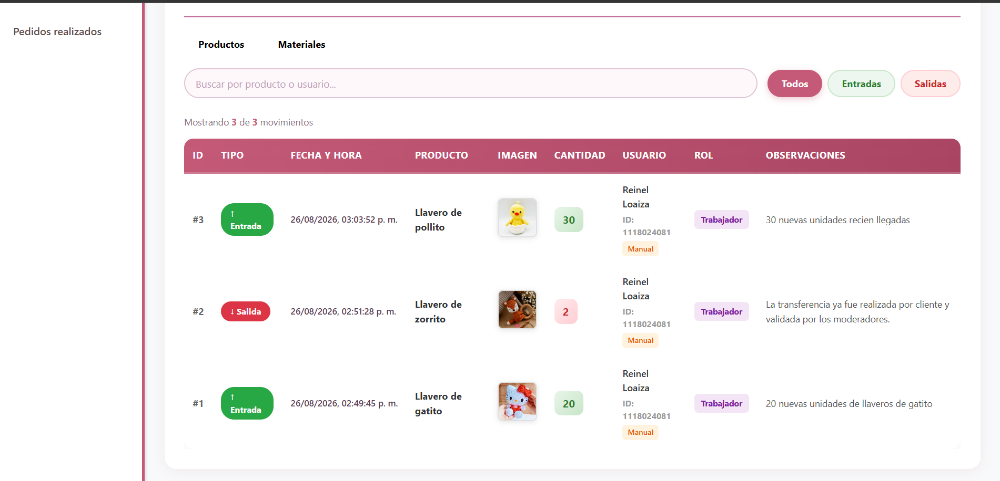 Pedidos realizados
Productos Materiales
Buscar por producto o usuario...
Todos Entradas Salidas
Mostrando 3 de 3 movimientos
ID TIPO FECHA Y HORA PRODUCTO IMAGEN CANTIDAD USUARIO ROL OBSERVACIONES
#3
↑
Entrada
26/08/2026, 03:03:52 p. m.
Llavero de
pollito
30
Reinel
Loaiza
ID:
1118024081
Manual
Trabajador
30 nuevas unidades recien llegadas
#2
↓ Salida
26/08/2026, 02:51:28 p. m.
Llavero de
zorrito
2
Reinel
Loaiza
ID:
1118024081
Manual
Trabajador
La transferencia ya fue realizada por cliente y
validada por los moderadores.
#1
↑
Entrada
26/08/2026, 02:49:45 p. m.
Llavero de
gatito
20
Reinel
Loaiza
ID:
1118024081
Manual
Trabajador
20 nuevas unidades de llaveros de gatito